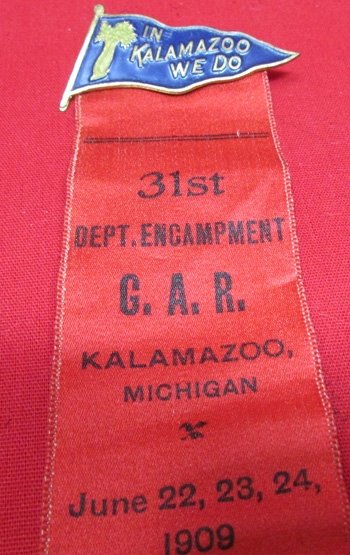 IN
KALAMAZOO
WE DO
31st
DEPT. ENCAMPMENT
G. A. R.
KALAMAZOO,
MICHIGAN
June 22, 23, 24,
1909